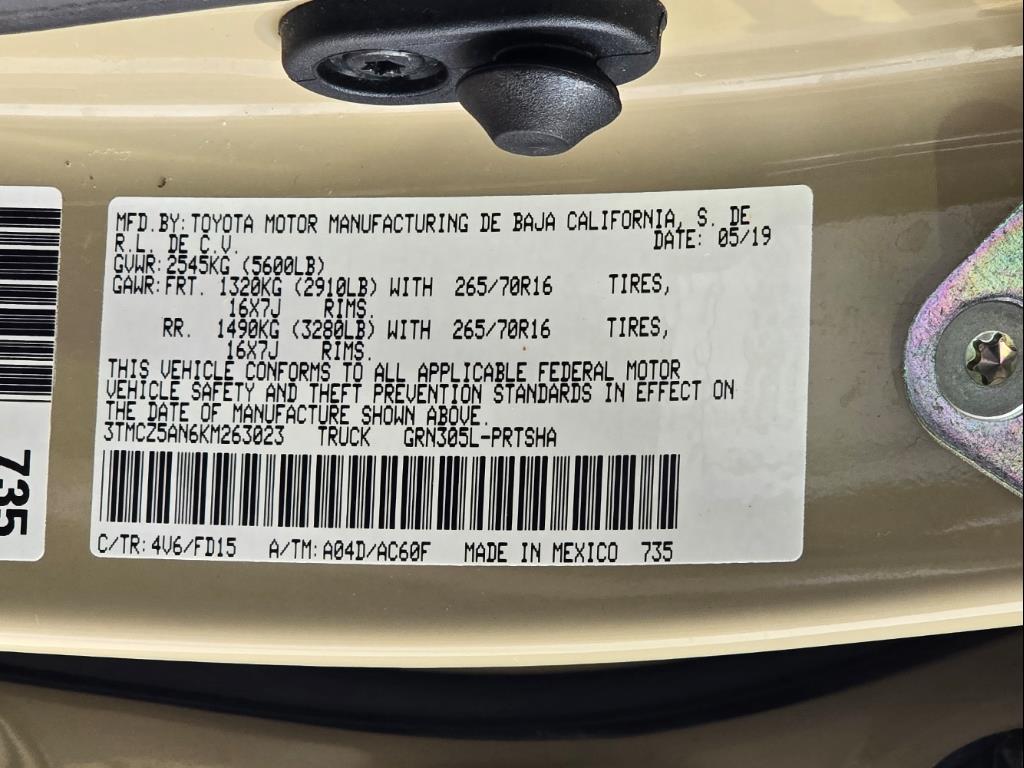 MFD.BY:TOYOTA MOTOR MANUFACTURING DE BAJA CALIFORNIA, S. DE
R.L. DE C.V. DATE: 05/19
GVWR:2545KG (5600LB)
GAWR:FRT. 1320KG (2910LB) WITH 265/70R16 TIRES,
16X7J RIMS.
RR. 1490KG (3280LB) WITH 265/70R16 TIRES,
16X7J RIMS.
THIS VEHICLE CONFORMS TO ALL APPLICABLE FEDERAL MOTOR
VEHICLE SAFETY AND THEFT PREVENTION STANDARDS IN EFFECT ON
THE DATE OF MANUFACTURE SHOWN ABOVE.
3TMCZ5AN6KM263023 TRUCK GRN305L-PRTSHA
C/TR:4V6/FD15 A/TM:A04D/AC60F MADE IN MEXICO 735
735